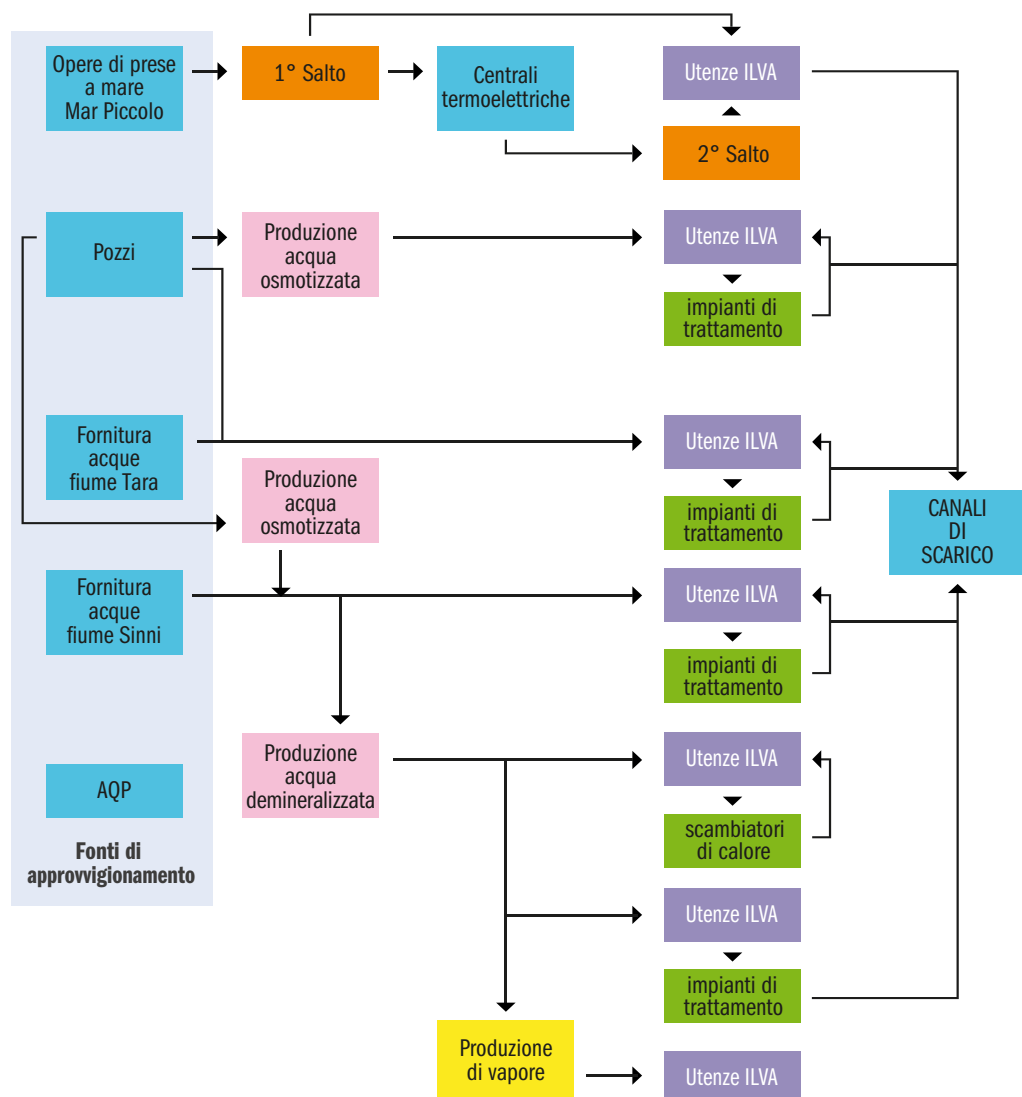 Opere di prese
a mare
Mar Piccolo
1° Salto
Centrali
termoelettriche
Utenze ILVA
2° Salto
Pozzi
Produzione
acqua
osmotizzata
Utenze ILVA
impianti di
trattamento
Fornitura
acque
fiume Tara
Produzione
acqua
osmotizzata
Utenze ILVA
impianti di
trattamento
CANALI
DI
SCARICO
Fornitura
acque
fiume Sinni
Utenze ILVA
impianti di
trattamento
AQP
Produzione
acqua
demineralizzata
Utenze ILVA
scambiatori
di calore
Fonti di
approvvigionamento
Utenze ILVA
impianti di
trattamento
Produzione
di vapore
Utenze ILVA